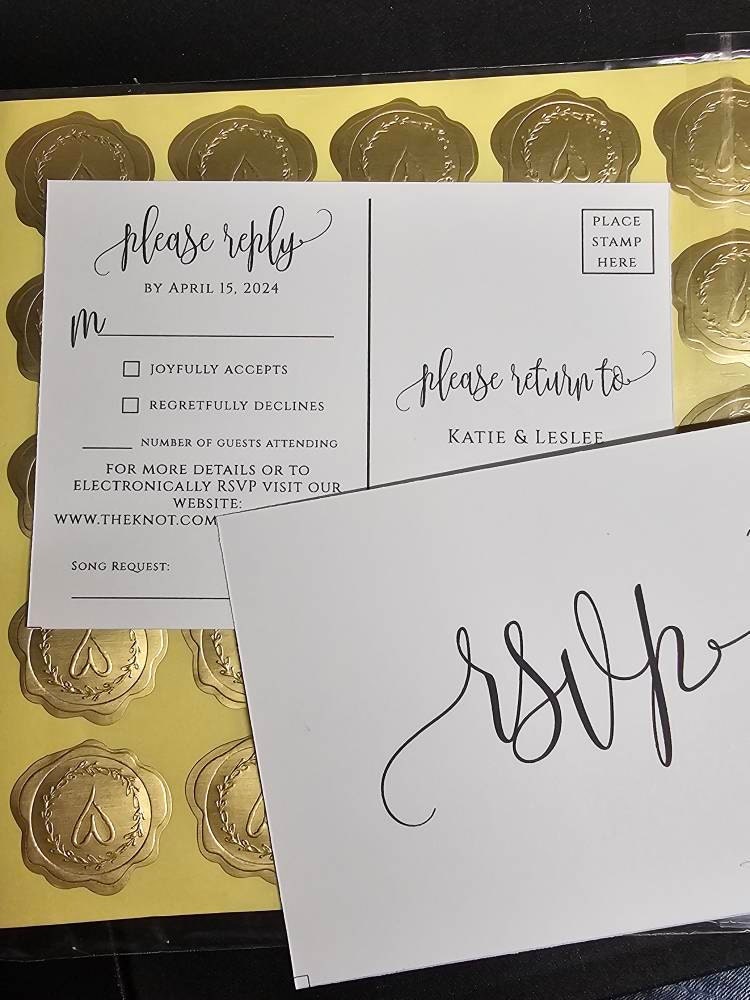 please reply
BY APRIL 15, 2024
M
JOYFULLY ACCEPTS
REGRETFULLY DECLINES
NUMBER OF GUESTS ATTENDING
FOR MORE DETAILS OR TO
ELECTRONICALLY RSVP VISIT OUR
WEBSITE:
WWW.THEKNOT.COM
SONG REQUEST:
PLACE
STAMP
HERE
please return to
KATIE & LESLEE
rsvp